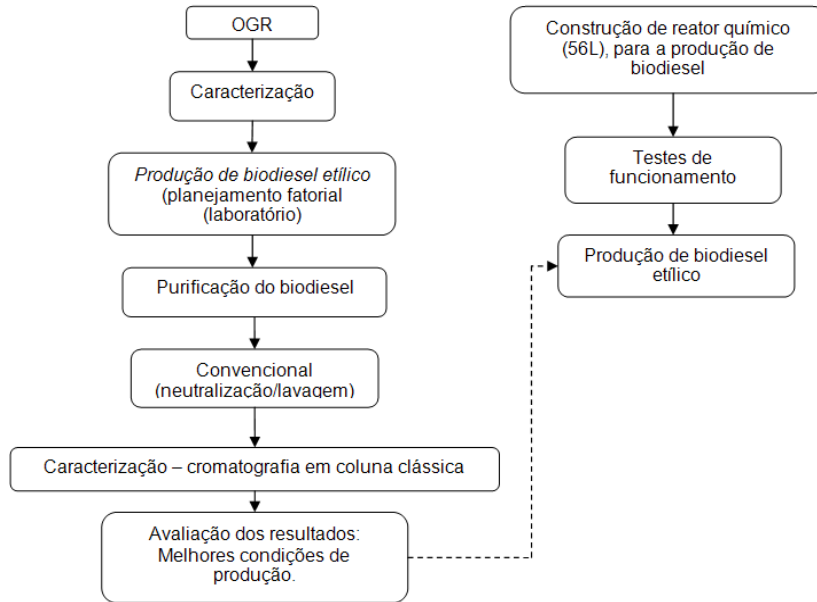 OGR
Caracterização
Produção de biodiesel etílico
(planejamento fatorial
(laboratório)
Purificação do biodiesel
Convencional
(neutralização/lavagem)
Caracterização – cromatografia em coluna clássica
Avaliação dos resultados:
Melhores condições de
produção.
Construção de reator químico
(56L), para a produção de
biodiesel
Testes de
funcionamento
Produção de biodiesel
etílico